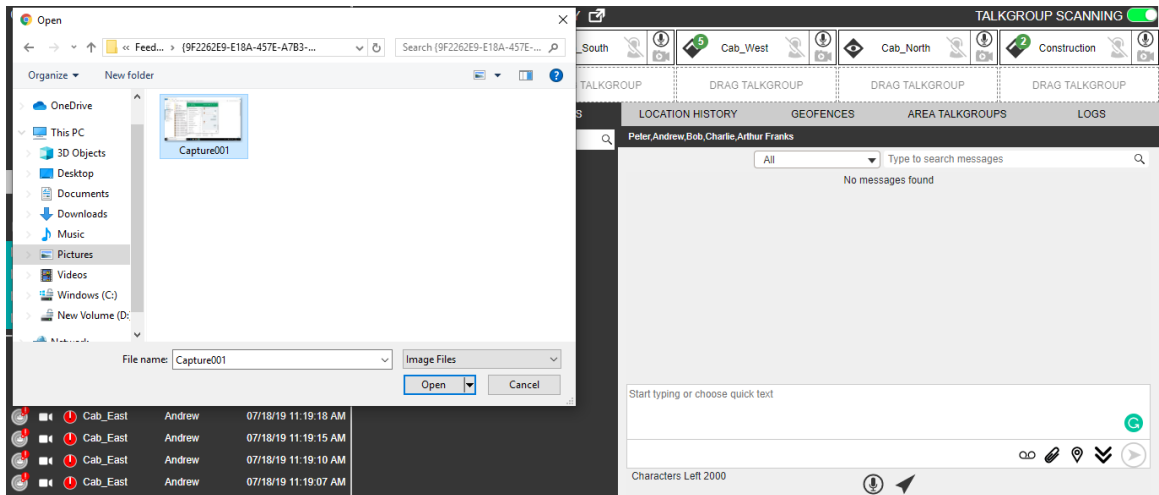 Open
TALKGROUP SCANNING
« Feed... > {9F2262E9-E18A-457E-A7B3-...
Search {9F2262E9-E18A-457E-...
_South
5
Cab_West
Cab_North
2
Construction
Organize
New folder
TALKGROUP
DRAG TALKGROUP
DRAG TALKGROUP
DRAG TALKGROUP
OneDrive
This PC
3D Objects
Desktop
Documents
Downloads
Music
Pictures
Videos
Windows (C:)
New Volume (D:
Network
Capture001
S
LOCATION HISTORY
GEOFENCES
AREA TALKGROUPS
LOGS
Peter,Andrew,Bob,Charlie,Arthur Franks
All
Type to search messages
No messages found
File name:
Capture001
Image Files
Open
Cancel
Start typing or choose quick text
Characters Left 2000
Cab_East Andrew 07/18/19 11:19:18 AM
Cab_East Andrew 07/18/19 11:19:15 AM
Cab_East Andrew 07/18/19 11:19:10 AM
Cab_East Andrew 07/18/19 11:19:07 AM